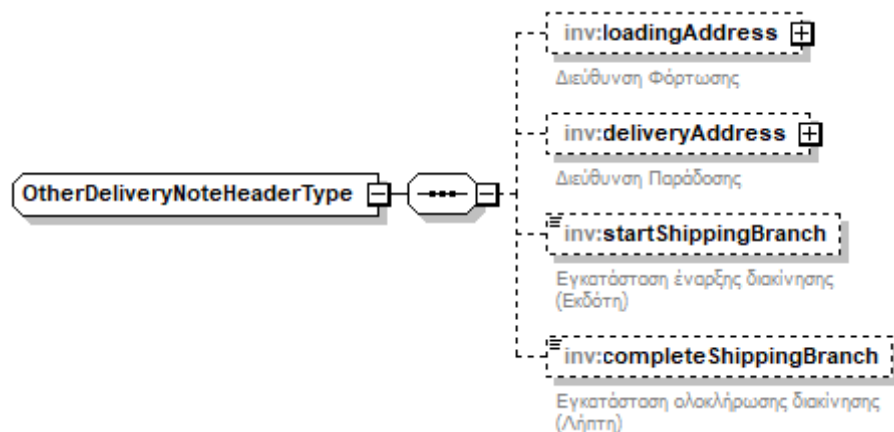 inv:loadingAddress
Διεύθυνση Φόρτωσης
inv:deliveryAddress
Διεύθυνση Παράδοσης
OtherDeliveryNoteHeaderType
inv:startShippingBranch
Εγκατάσταση έναρξης διακίνησης
(Εκδότη)
inv:completeShippingBranch
Εγκατάσταση ολοκλήρωσης διακίνησης
(Λήπτη)